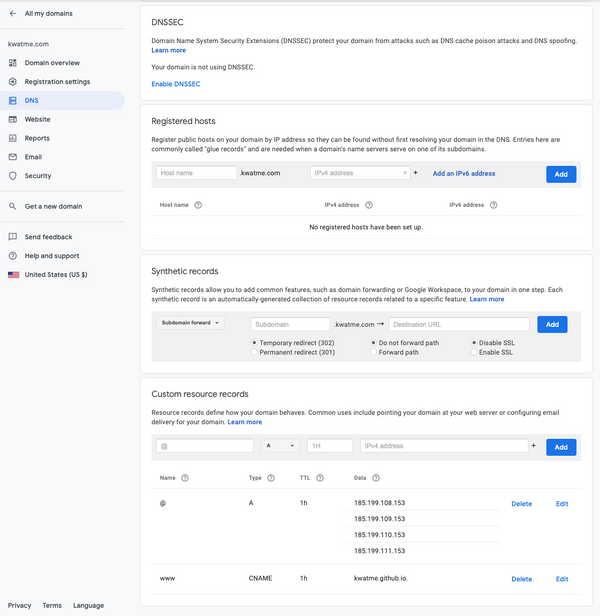 All my domains
kwatme.com
Domain overview
Registration settings
DNS
Website
Reports
Email
Security
Get a new domain
Send feedback
Help and support
United States (US $)
Privacy Terms Language
DNSSEC
Domain Name System Security Extensions (DNSSEC) protect your domain from attacks such as DNS cache poison attacks and DNS spoofing.
Learn more
Your domain is not using DNSSEC.
Enable DNSSEC
Registered hosts
Register public hosts on your domain by IP address so they can be found without first resolving your domain in the DNS. Entries here are
commonly called "glue records" and are needed when a domain's name servers serve on one of its subdomains.
Host name .kwatme.com IPv4 address × + Add an IPv6 address Add
Host name ? IPv4 address ? IPv6 address ?
No registered hosts have been set up.
Synthetic records
Synthetic records allow you to add common features, such as domain forwarding or Google Workspace, to your domain in one step. Each
synthetic record is an automatically-generated collection of resource records related to a specific feature. Learn more
Subdomain forward Subdomain .kwatme.com → Destination URL Add
Temporary redirect (302) Do not forward path Disable SSL
Permanent redirect (301) Forward path Enable SSL
Custom resource records
Resource records define how your domain behaves. Common uses include pointing your domain at your web server or configuring email
delivery for your domain. Learn more
@ A 1H IPv4 address + Add
Name ? Type ? TTL ? Data ?
@ A 1h 185.199.108.153 Delete Edit
185.199.109.153
185.199.110.153
185.199.111.153
www CNAME 1h kwatme.github.io. Delete Edit